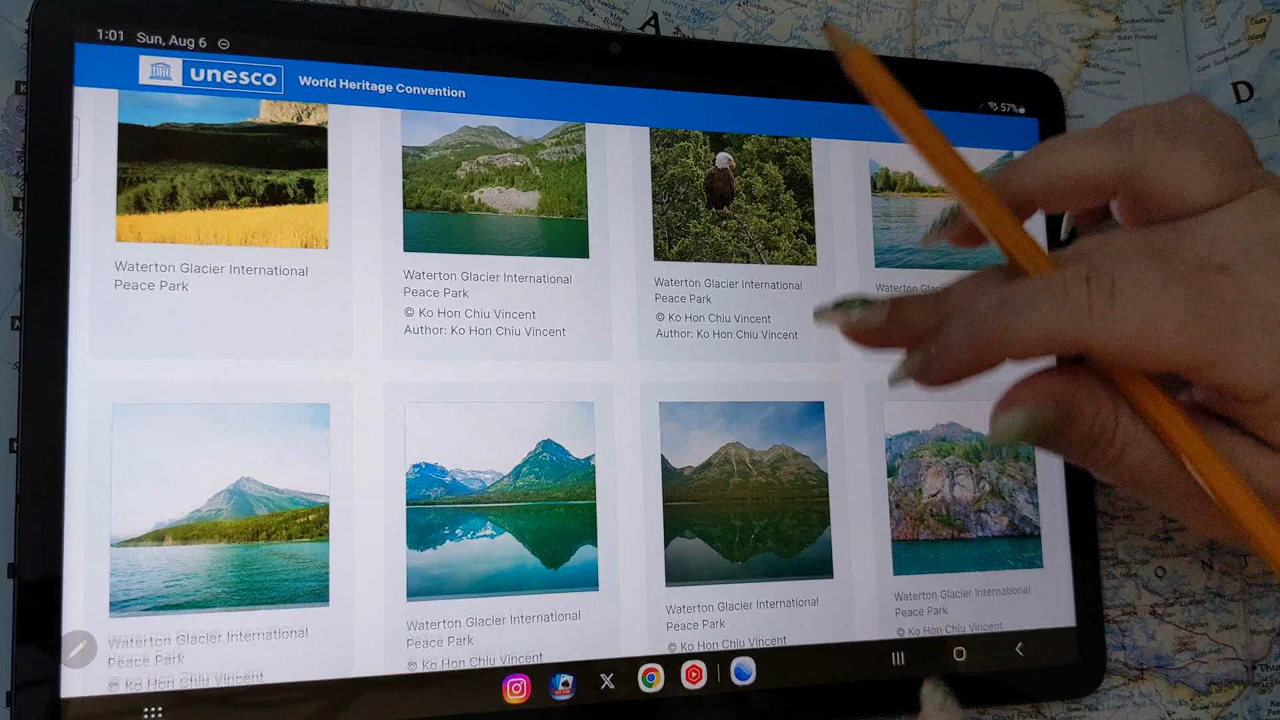 A
D
1:01 Sun, Aug 6
57%
unesco
World Heritage Convention
Waterton Glacier International
Peace Park
Waterton Glacier International
Peace Park
© Ko Hon Chiu Vincent
Author: Ko Hon Chiu Vincent
Waterton Glacier International
Peace Park
© Ko Hon Chiu Vincent
Author: Ko Hon Chiu Vincent
Waterton
Waterton Glacier International
Peace Park
© Ko Hon Chiu Vincent
Waterton Glacier International
Peace Park
© Ko Hon Chiu Vincent
Waterton Glacier International
Peace Park
© Ko Hon Chiu Vincent
Waterton Glacier International
Peace Park
© Ko Hon Chiu Vincent